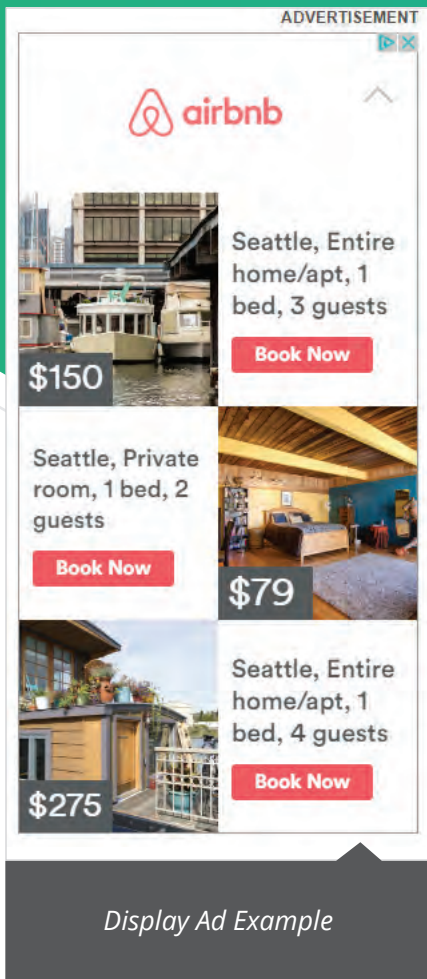 ADVERTISEMENT
airbnb
Seattle, Entire
home/apt, 1
bed, 3 guests
Book Now
$150
Seattle, Private
room, 1 bed, 2
guests
Book Now
$79
Seattle, Entire
home/apt, 1
bed, 4 guests
Book Now
$275
Display Ad Example